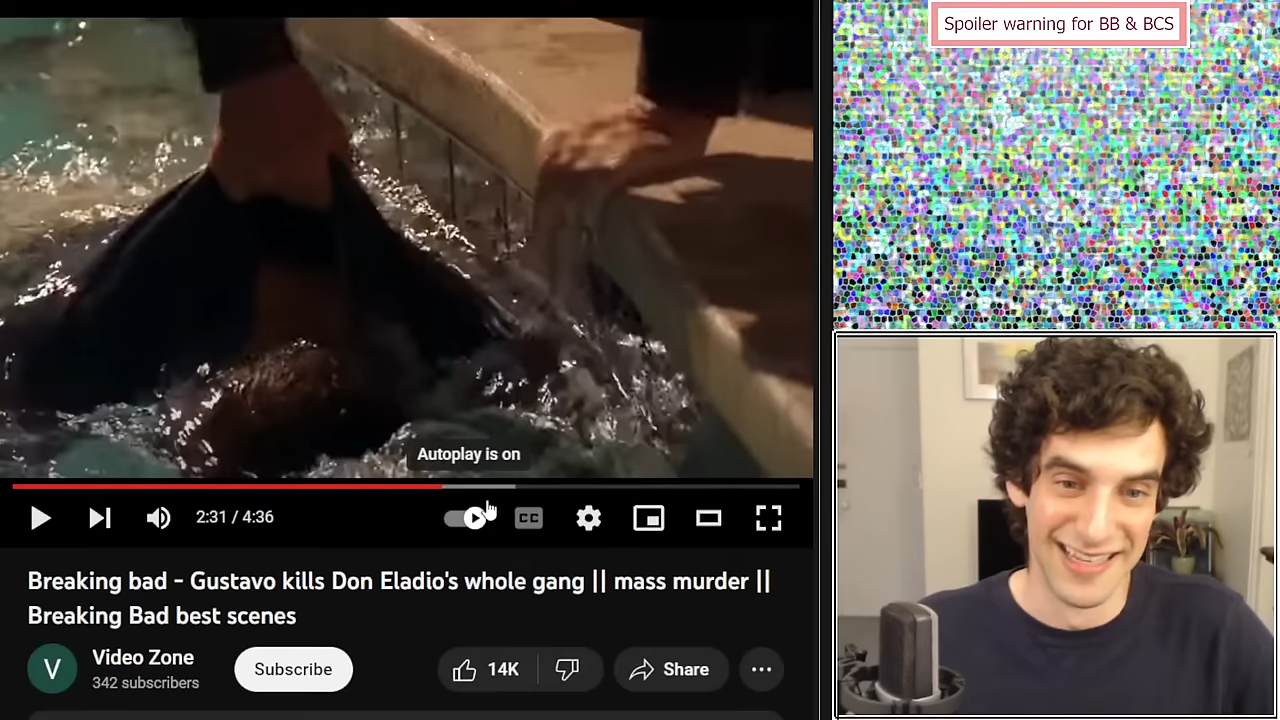 Spoiler warning for BB & BCS
Autoplay is on
2:31 / 4:36
CC
Breaking bad - Gustavo kills Don Eladio's whole gang || mass murder ||
Breaking Bad best scenes
V
Video Zone
342 subscribers
Subscribe
14K
Share